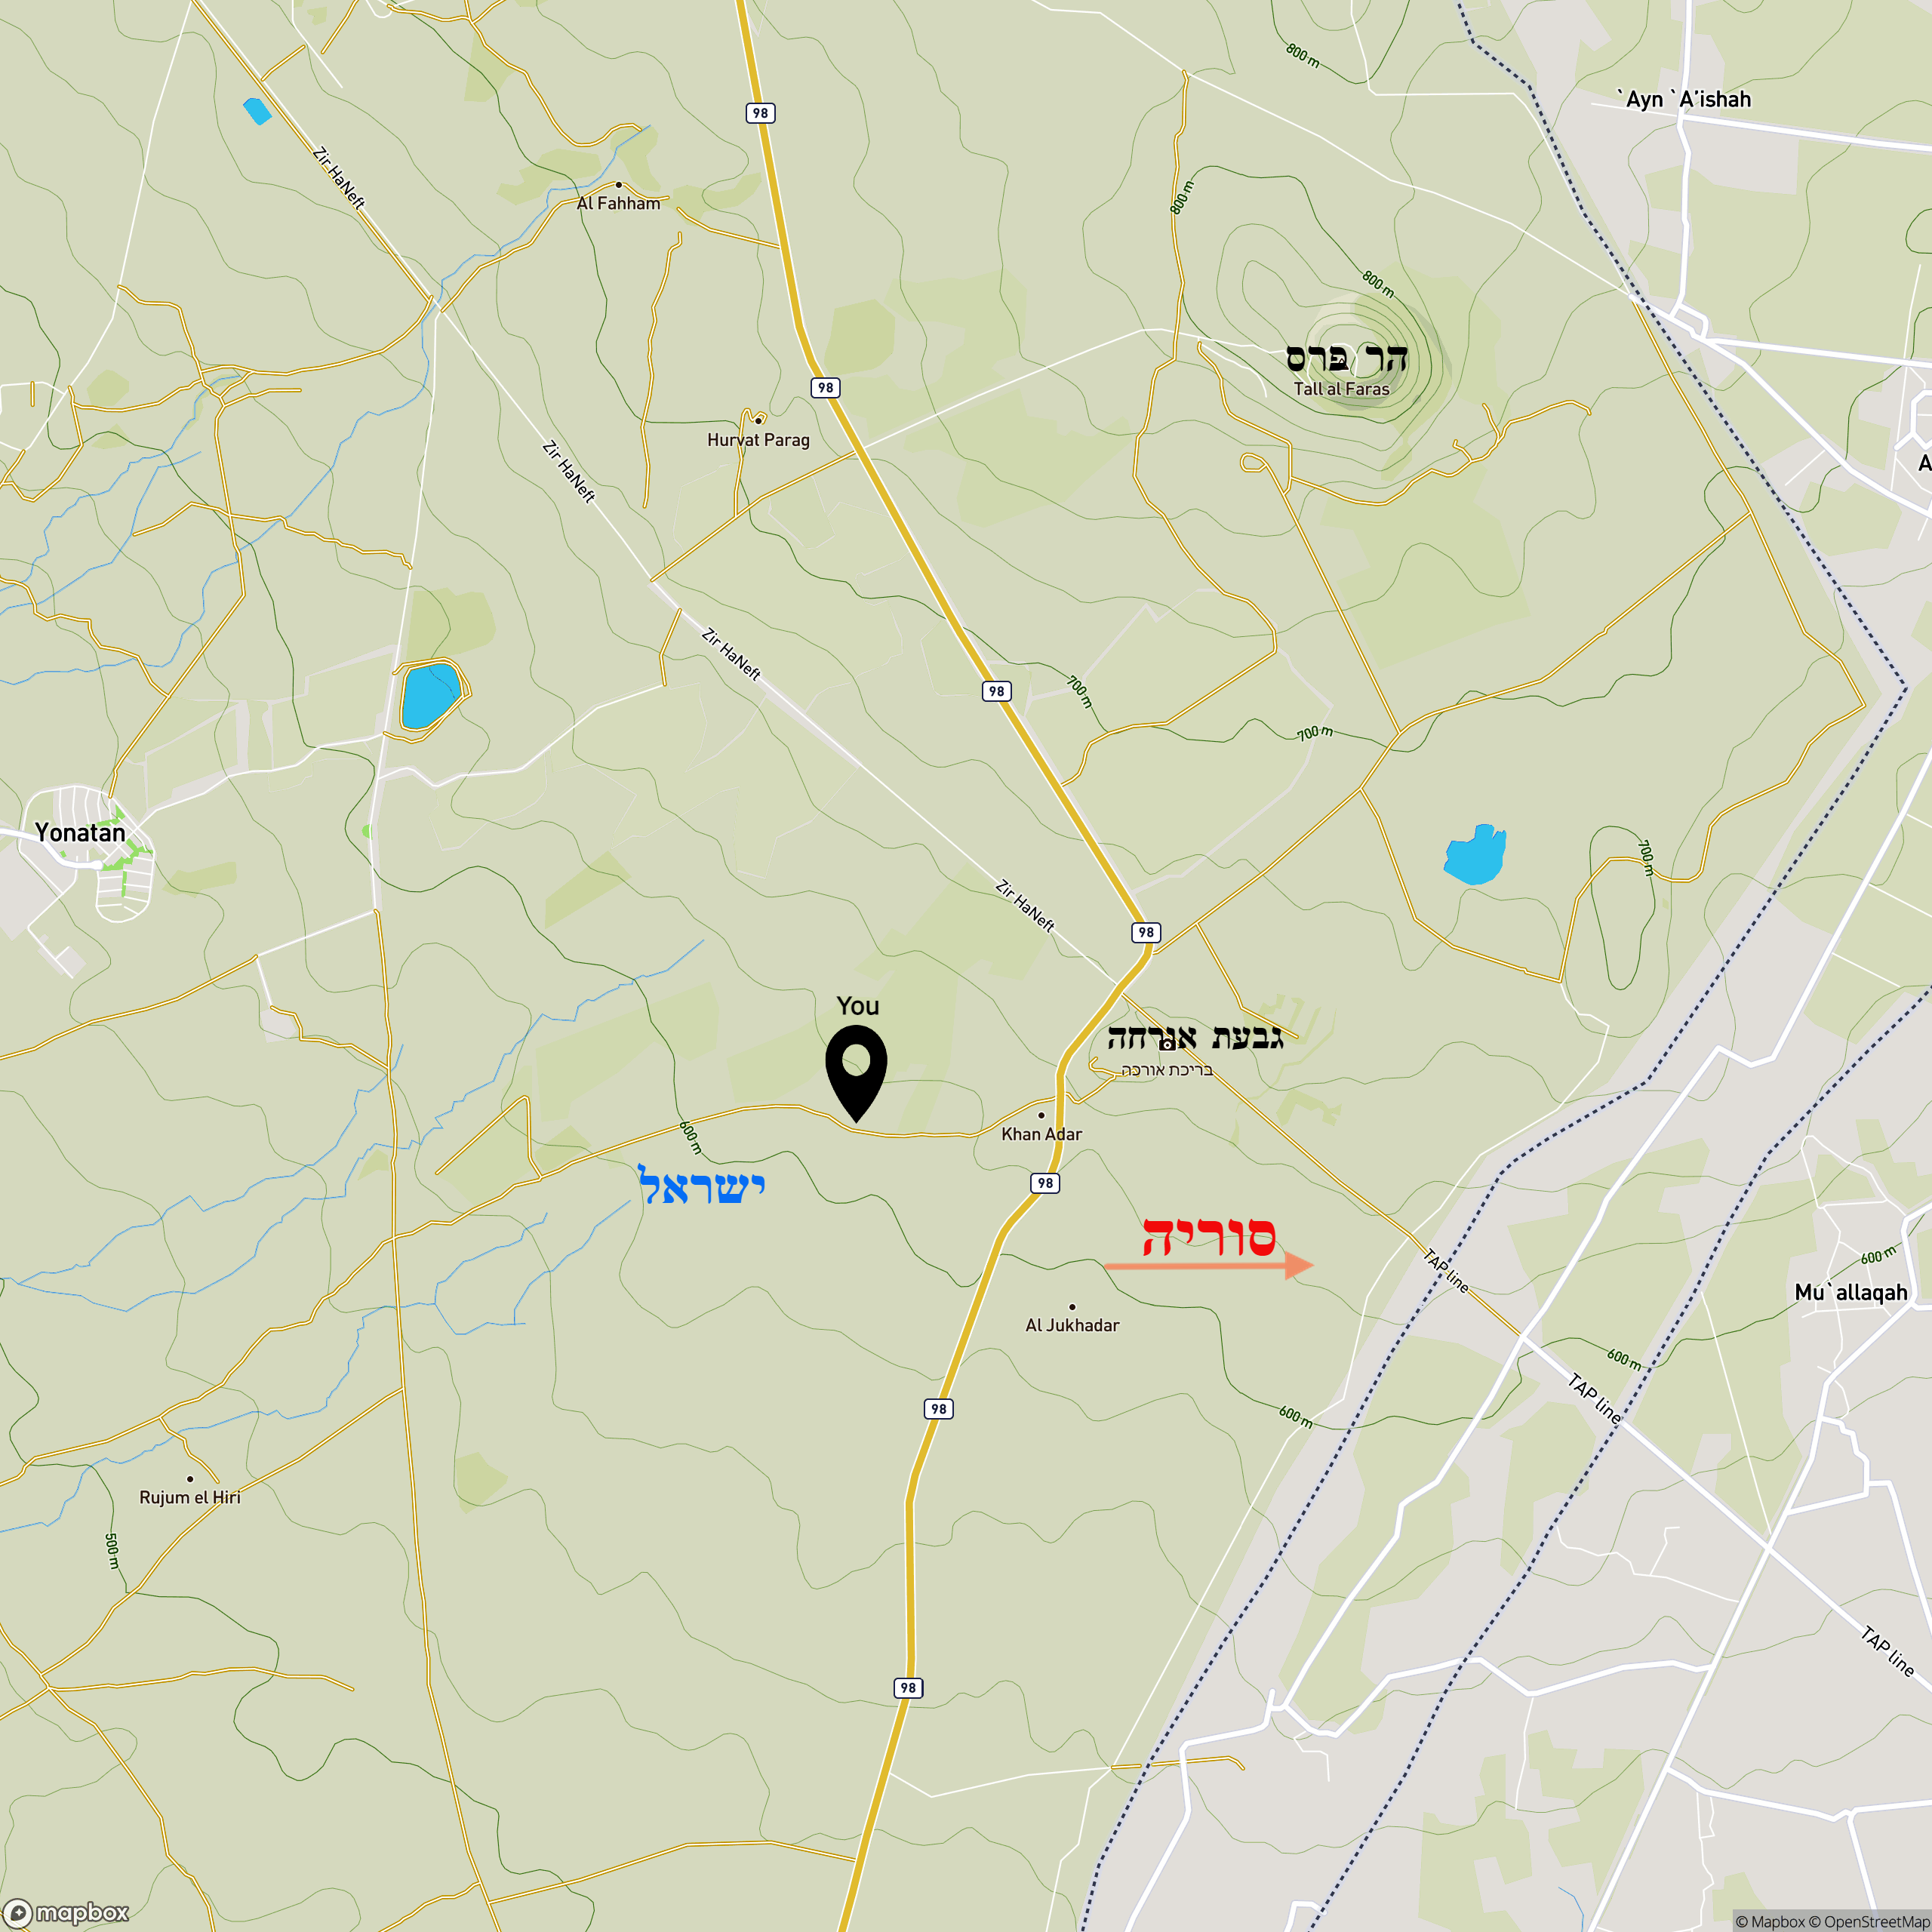 `Ayn `A'ishah
800 m
98
Zir HaNeft
Al Fahham
800 m
800 m
הר פרס
Tall al Faras
98
Hurvat Parag
Zir HaNeft
A
Zir HaNeft
98
700 m
700 m
Yonatan
700 m
Zir HaNeft
98
You
גבעת אורחה
בריכת אורכה
600 m
Khan Adar
ישראל
98
סוריה
TAP line
600 m
Mu`allaqah
Al Jukhadar
600 m
TAP line
98
600 m
Rujum el Hiri
500 m
TAP line
98
mapbox
© Mapbox © OpenStreetMap